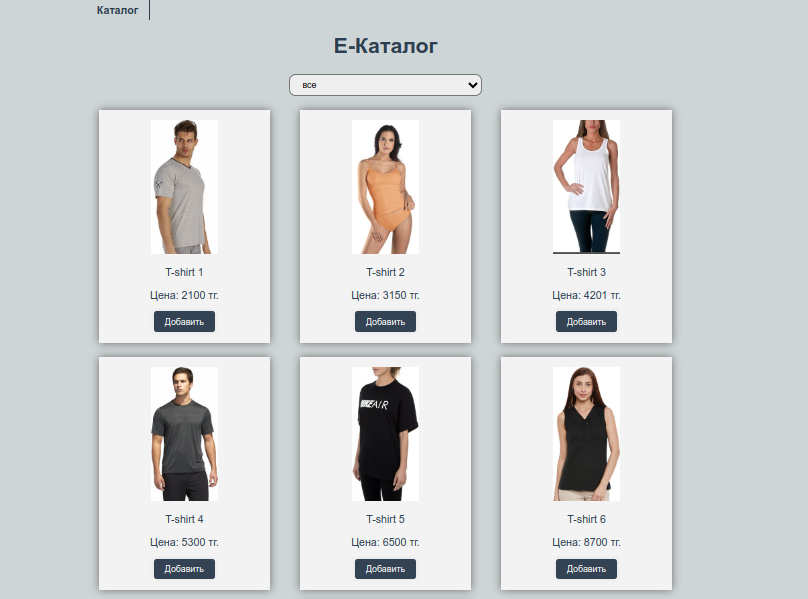 Каталог
Е-Каталог
все
T-shirt 1
Цена: 2100 тг.
Добавить
T-shirt 2
Цена: 3150 тг.
Добавить
T-shirt 3
Цена: 4201 тг.
Добавить
NIKE AIR
T-shirt 4
Цена: 5300 тг.
Добавить
T-shirt 5
Цена: 6500 тг.
Добавить
T-shirt 6
Цена: 8700 тг.
Добавить